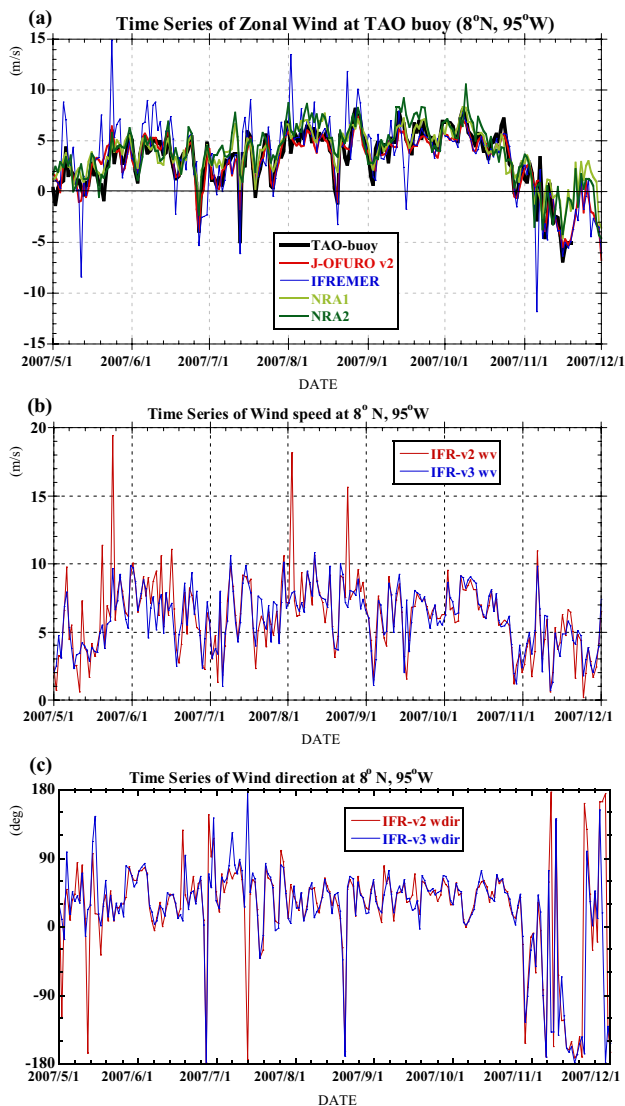 (a)
Time Series of Zonal Wind at TAO buoy (8°N, 95°W)
(m/s)
15
10
5
0
-5
-10
-15
TAO-buoy
J-OFURO v2
IFREMER
NRA1
NRA2
2007/5/1 2007/6/1 2007/7/1 2007/8/1 2007/9/1 2007/10/1 2007/11/1 2007/12/1
DATE
(b)
Time Series of Wind speed at 8° N, 95°W
(m/s)
20
15
10
5
0
IFR-v2 wv
IFR-v3 wv
2007/5/1 2007/6/1 2007/7/1 2007/8/1 2007/9/1 2007/10/1 2007/11/1 2007/12/1
DATE
(c)
Time Series of Wind direction at 8° N, 95°W
(deg)
180
90
0
-90
-180
IFR-v2 wdir
IFR-v3 wdir
2007/5/1 2007/6/1 2007/7/1 2007/8/1 2007/9/1 2007/10/1 2007/11/1 2007/12/1
DATE